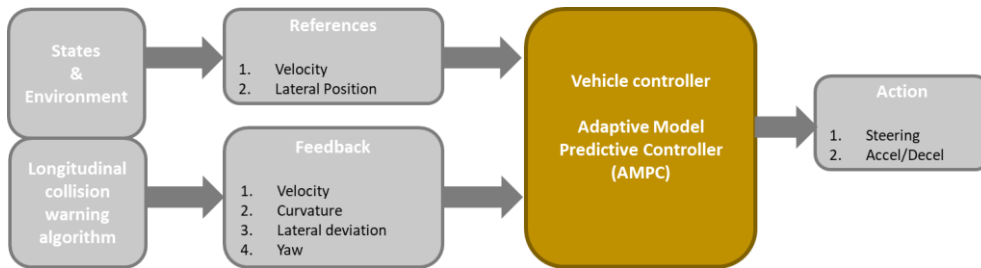 States
&
Environment
Longitudinal
collision
warning
algorithm
References
1. Velocity
2. Lateral Position
Feedback
1. Velocity
2. Curvature
3. Lateral deviation
4. Yaw
Vehicle controller
Adaptive Model
Predictive Controller
(AMPC)
Action
1. Steering
2. Accel/Decel